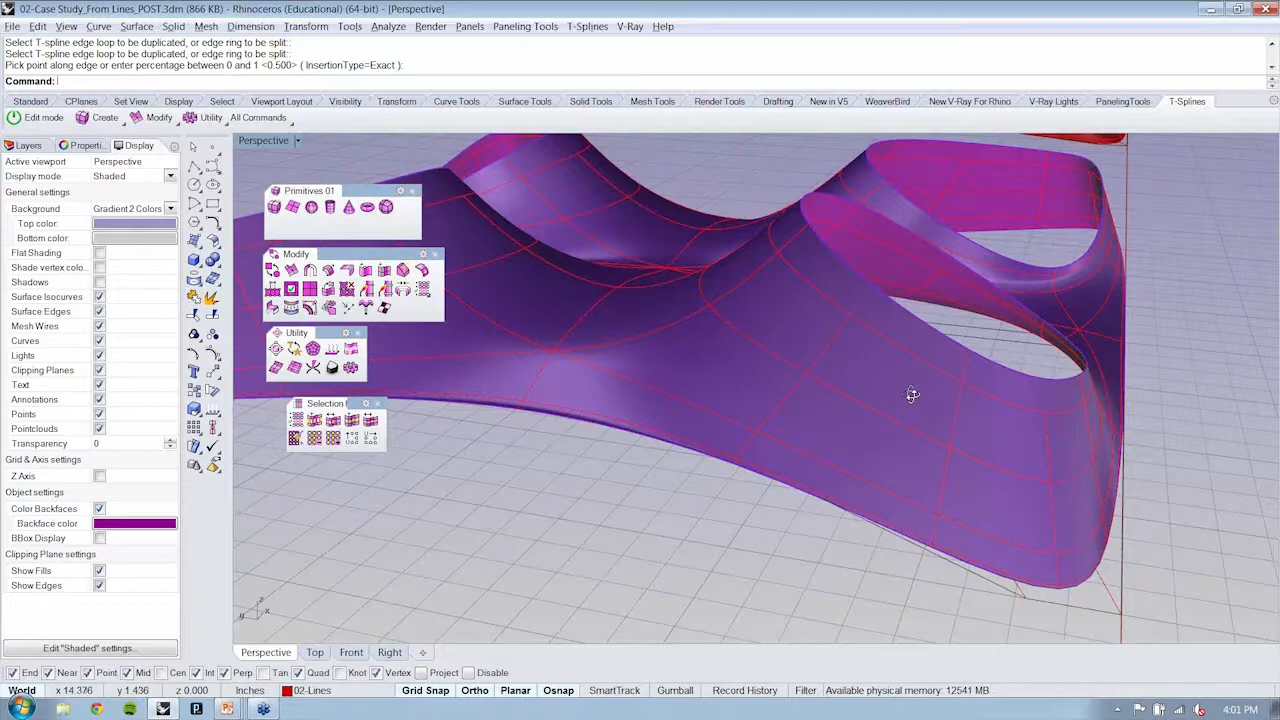 02-Case Study_From Lines_POST.3dm (866 KB) - Rhinoceros (Educational) (64-bit) - [Perspective]
File Edit View Curve Surface Solid Mesh Dimension Transform Tools Analyze Render Panels Paneling Tools T-Splines V-Ray Help
Select T-spline edge loop to be duplicated, or edge ring to be split::
Select T-spline edge loop to be duplicated, or edge ring to be split::
Pick point along edge or enter percentage between 0 and 1 <0.500> ( InsertionType=Exact ):
Command:
Standard CPlanes Set View Display Select Viewport Layout Visibility Transform Curve Tools Surface Tools Solid Tools Mesh Tools Render Tools Drafting New in V5 WeaverBird New V-Ray For Rhino V-Ray Lights PanelingTools T-Splines
Edit mode Create Modify Utility All Commands
Layers Properti... Display
Perspective
Active viewport Perspective
Display mode Shaded
General settings
Background Gradient 2 Colors
Top color:
Bottom color:
Flat Shading
Shade vertex colo...
Shadows
Surface Isocurves
Surface Edges
Mesh Wires
Curves
Lights
Clipping Planes
Text
Annotations
Points
Pointclouds
Transparency 0
Grid & Axis settings
Z Axis
Object settings
Color Backfaces
Backface color
BBox Display
Clipping Plane settings
Show Fills
Show Edges
Edit "Shaded" settings...
Primitives 01
Modify
Utility
Selection
z
y x
Perspective Top Front Right
End Near Point Mid Cen Int Perp Tan Quad Knot Vertex Project Disable
World x 14.376 y 1.436 z 0.000 Inches 02-Lines Grid Snap Ortho Planar Osnap SmartTrack Gumball Record History Filter Available physical memory: 12541 MB
4:01 PM